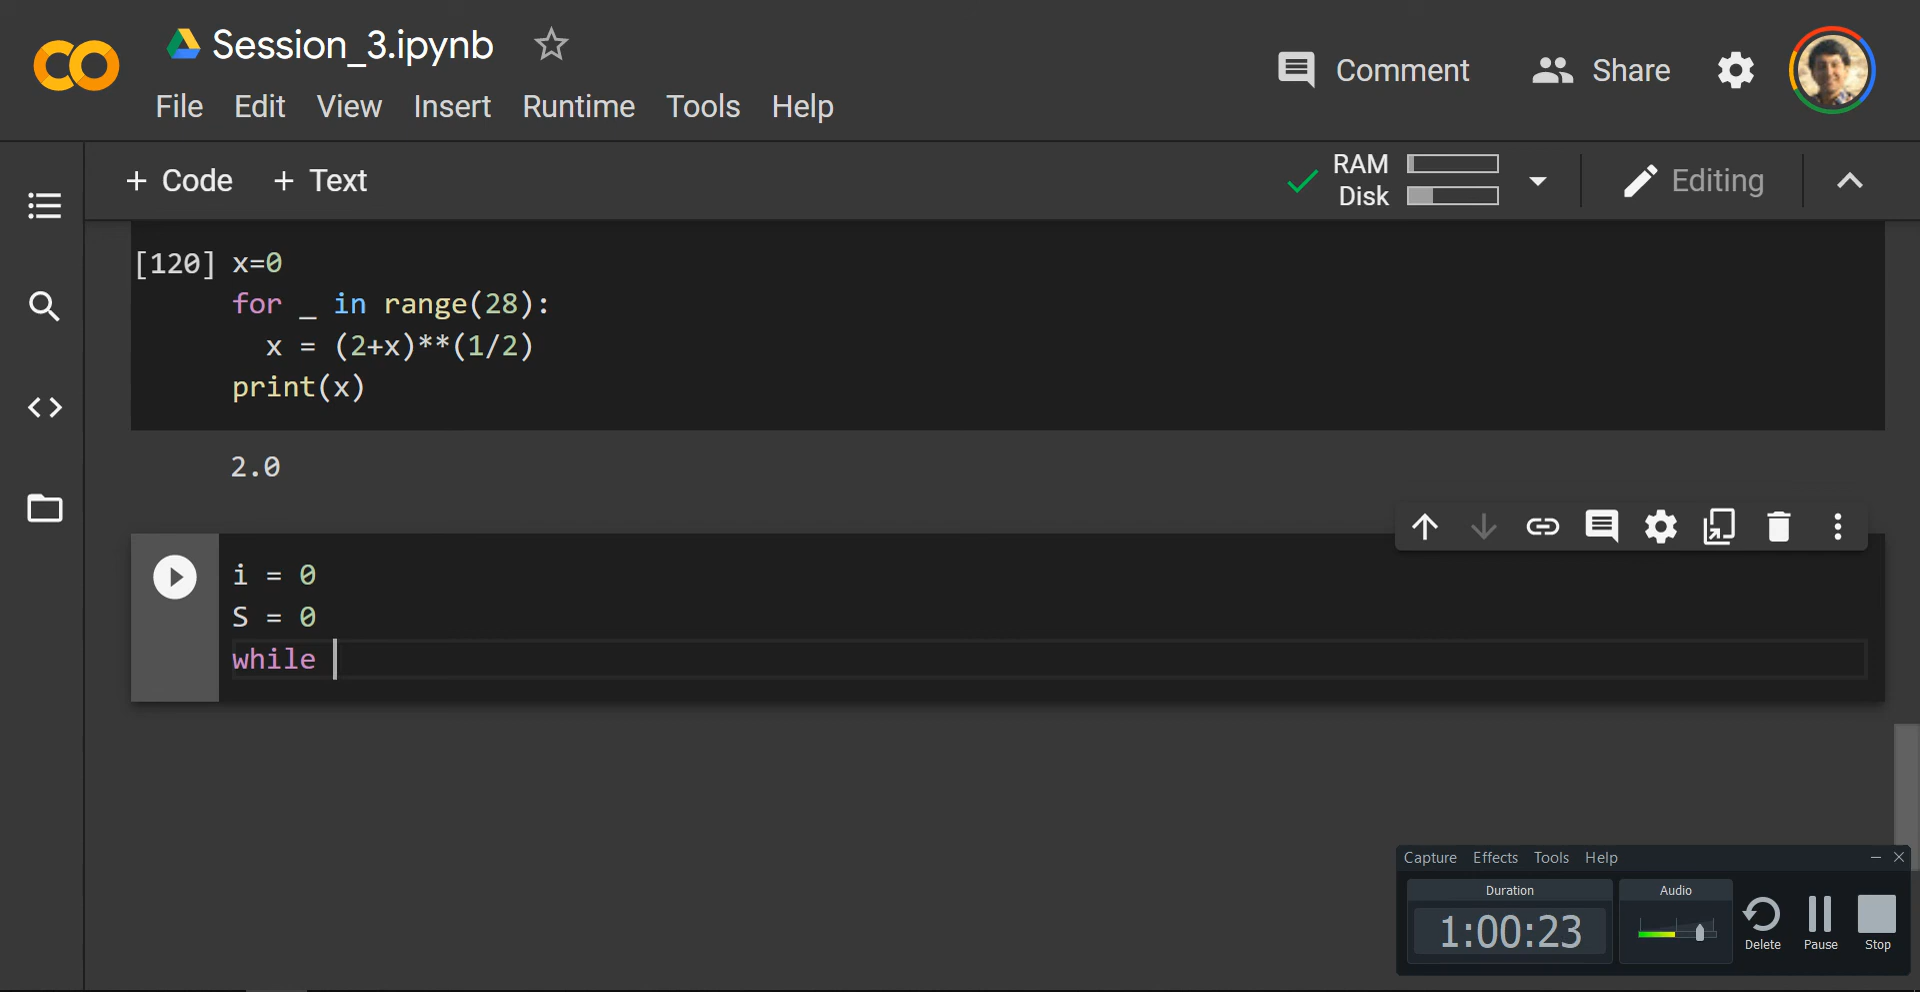 Session_3.ipynb
File Edit View Insert Runtime Tools Help
Comment
Share
+ Code + Text
RAM
Disk
Editing
[120] x=0
for _ in range(28):
  x = (2+x)**(1/2)
print(x)
2.0
i = 0
S = 0
while
Capture Effects Tools Help
Duration
1:00:23
Audio
Delete
Pause
Stop